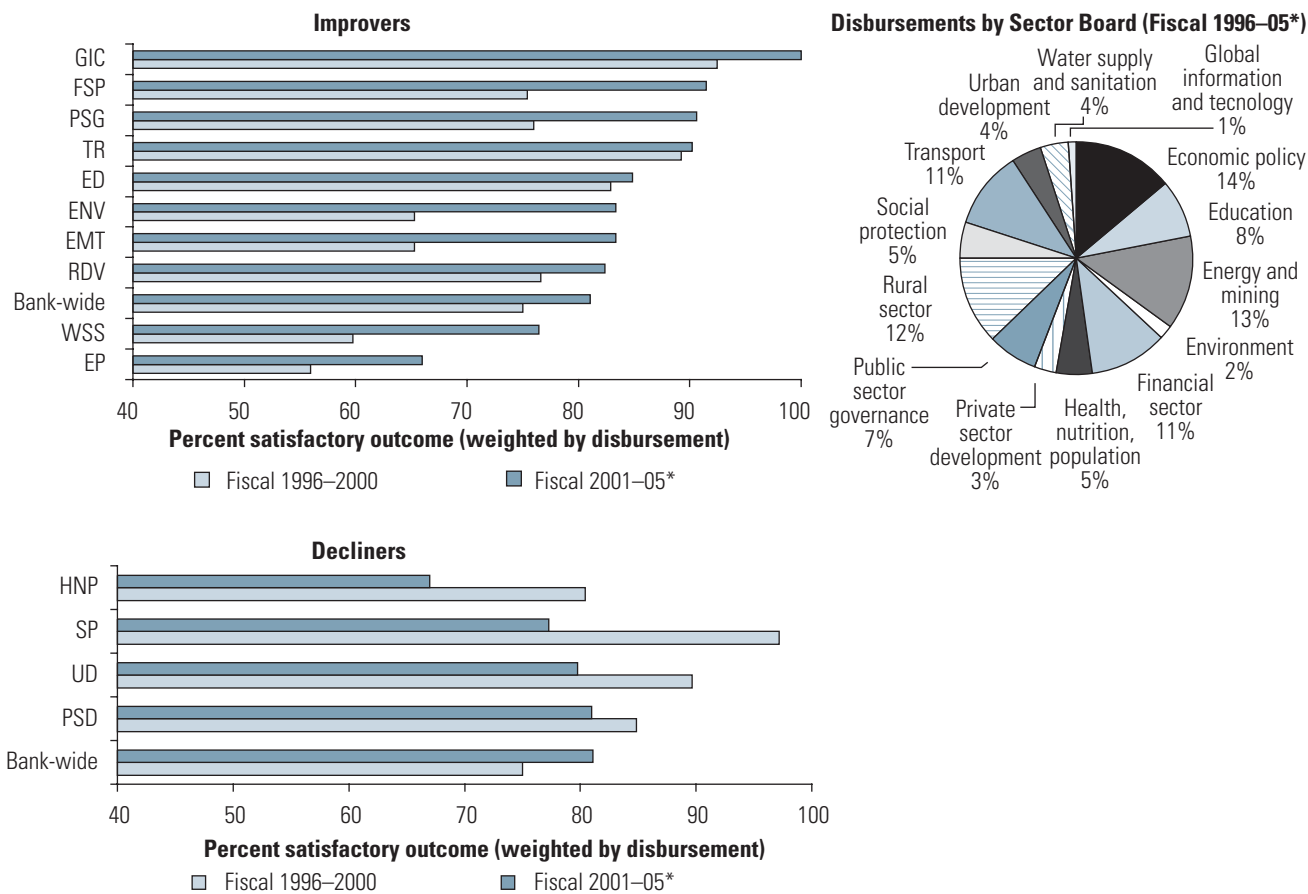 Improvers
GIC
FSP
PSG
TR
ED
ENV
EMT
RDV
Bank-wide
WSS
EP
40 50 60 70 80 90 100
Percent satisfactory outcome (weighted by disbursement)
Fiscal 1996–2000 Fiscal 2001–05*
Disbursements by Sector Board (Fiscal 1996–05*)
Water supply
and sanitation
4%
Global
information
and tecnology
1%
Economic policy
14%
Education
8%
Energy and
mining
13%
Environment
2%
Financial
sector
11%
Health,
nutrition,
population
5%
Private
sector
development
3%
Public
sector
governance
7%
Rural
sector
12%
Social
protection
5%
Transport
11%
Urban
development
4%
Decliners
HNP
SP
UD
PSD
Bank-wide
40 50 60 70 80 90 100
Percent satisfactory outcome (weighted by disbursement)
Fiscal 1996–2000 Fiscal 2001–05*